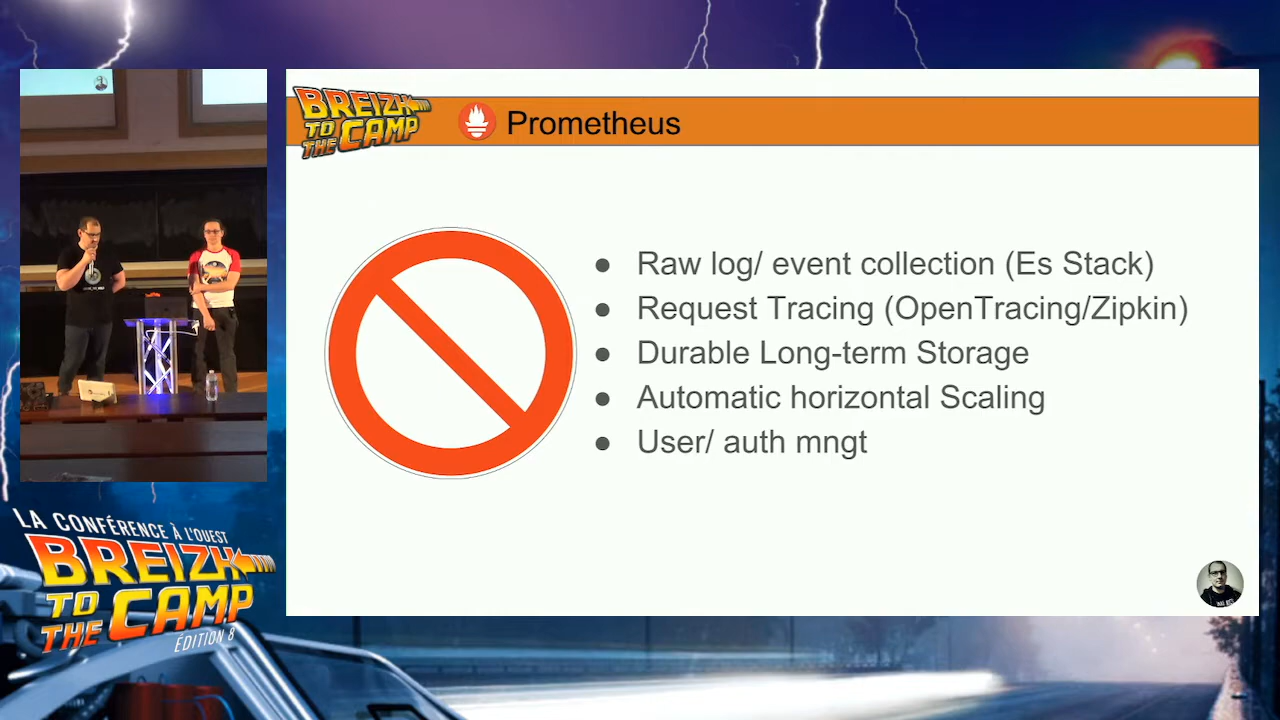 BREIZH
TO
THE CAMP
Prometheus
Raw log/ event collection (Es Stack)
Request Tracing (OpenTracing/Zipkin)
Durable Long-term Storage
Automatic horizontal Scaling
User/ auth mngt
LA CONFÉRENCE À L'OUEST
BREIZH
TO
THE CAMP
ÉDITION 8